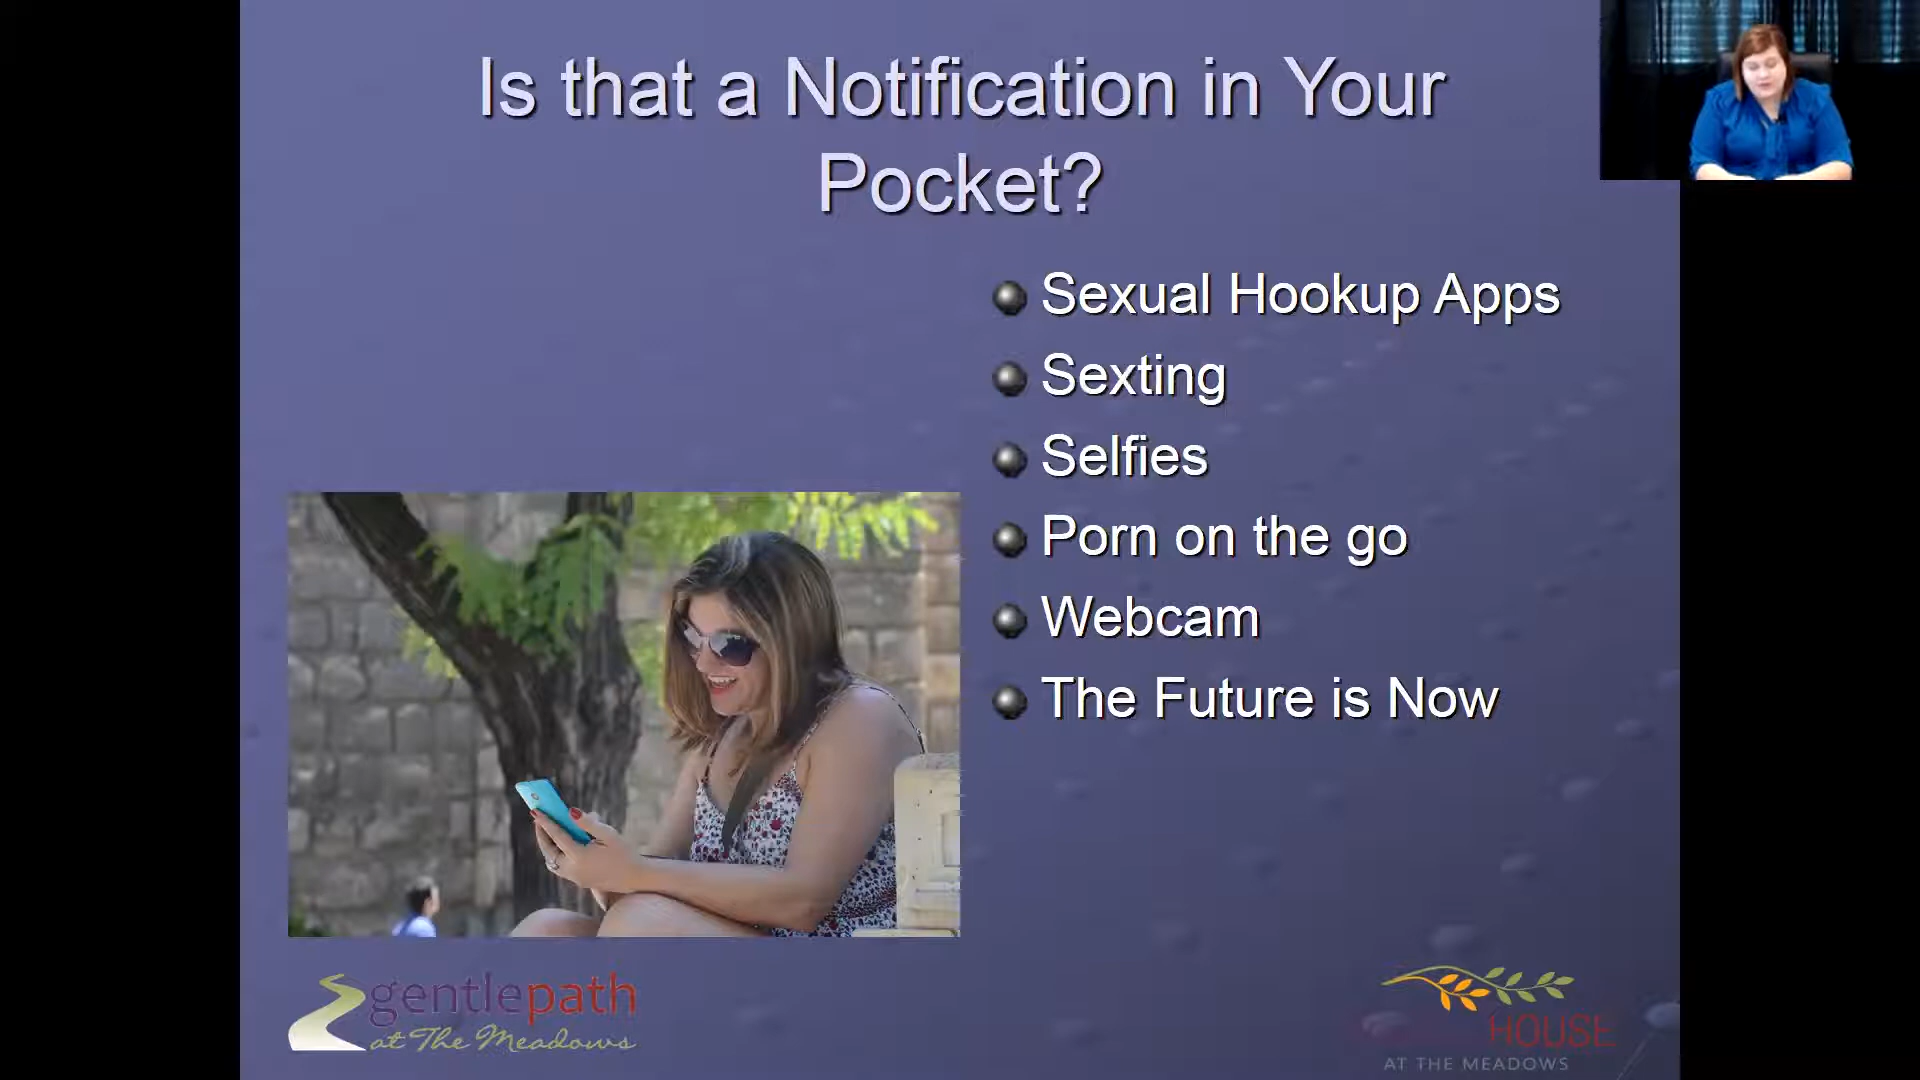 Is that a Notification in Your
Pocket?
Sexual Hookup Apps
Sexting
Selfies
Porn on the go
Webcam
The Future is Now
gentlepath
at The Meadows
HOUSE
AT THE MEADOWS